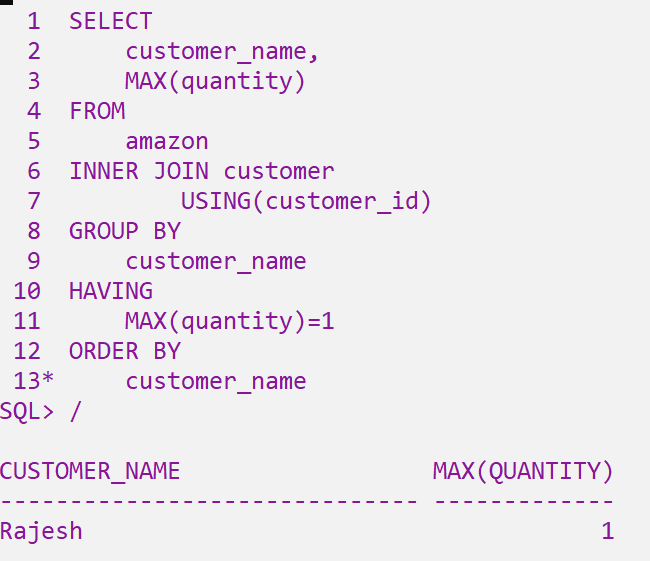 1 SELECT
2 customer_name,
3 MAX(quantity)
4 FROM
5 amazon
6 INNER JOIN customer
7 USING(customer_id)
8 GROUP BY
9 customer_name
10 HAVING
11 MAX(quantity)=1
12 ORDER BY
13* customer_name
SQL> /
CUSTOMER_NAME MAX(QUANTITY)
------------------------------ -------------
Rajesh 1